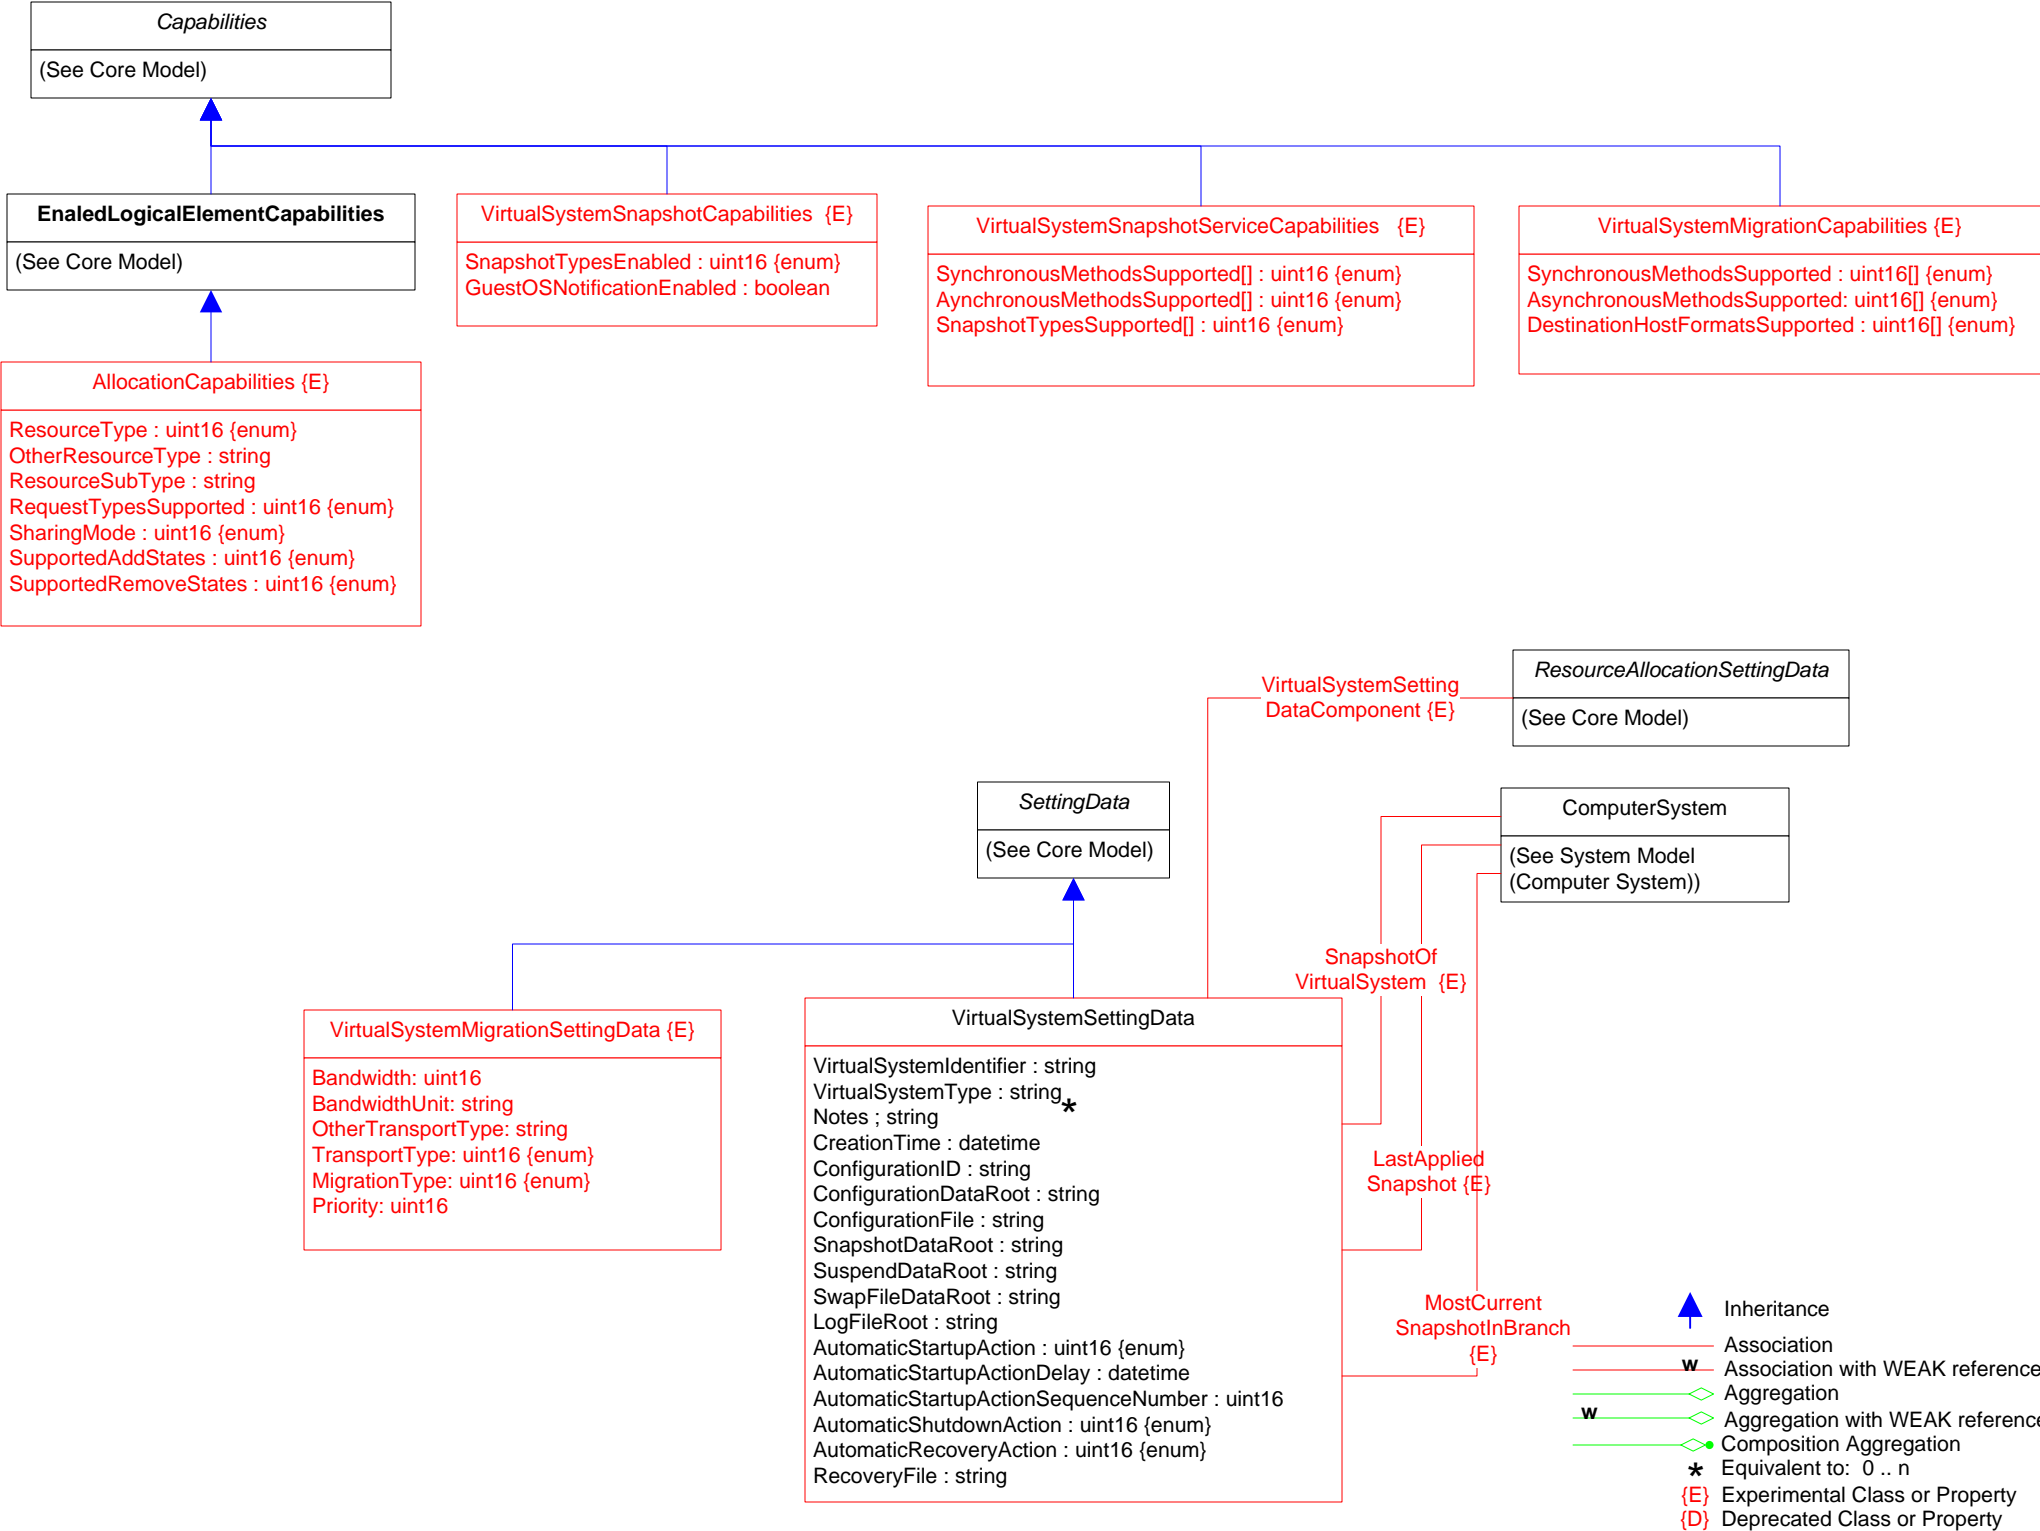 Capabilities
(See Core Model)
EnaledLogicalElementCapabilities
(See Core Model)
VirtualSystemSnapshotCapabilities {E}
SnapshotTypesEnabled : uint16 {enum}
GuestOSNotificationEnabled : boolean
VirtualSystemSnapshotServiceCapabilities {E}
SynchronousMethodsSupported[] : uint16 {enum}
AynchronousMethodsSupported[] : uint16 {enum}
SnapshotTypesSupported[] : uint16 {enum}
VirtualSystemMigrationCapabilities {E}
SynchronousMethodsSupported : uint16[] {enum}
AsynchronousMethodsSupported: uint16[] {enum}
DestinationHostFormatsSupported : uint16[] {enum}
AllocationCapabilities {E}
ResourceType : uint16 {enum}
OtherResourceType : string
ResourceSubType : string
RequestTypesSupported : uint16 {enum}
SharingMode : uint16 {enum}
SupportedAddStates : uint16 {enum}
SupportedRemoveStates : uint16 {enum}
VirtualSystemSetting
DataComponent {E}
ResourceAllocationSettingData
(See Core Model)
SettingData
(See Core Model)
ComputerSystem
(See System Model
(Computer System))
SnapshotOf
VirtualSystem {E}
VirtualSystemMigrationSettingData {E}
Bandwidth: uint16
BandwidthUnit: string
OtherTransportType: string
TransportType: uint16 {enum}
MigrationType: uint16 {enum}
Priority: uint16
VirtualSystemSettingData
VirtualSystemIdentifier : string
VirtualSystemType : string
*
Notes ; string
CreationTime : datetime
ConfigurationID : string
ConfigurationDataRoot : string
ConfigurationFile : string
SnapshotDataRoot : string
SuspendDataRoot : string
SwapFileDataRoot : string
LogFileRoot : string
AutomaticStartupAction : uint16 {enum}
AutomaticStartupActionDelay : datetime
AutomaticStartupActionSequenceNumber : uint16
AutomaticShutdownAction : uint16 {enum}
AutomaticRecoveryAction : uint16 {enum}
RecoveryFile : string
LastApplied
Snapshot {E}
MostCurrent
SnapshotInBranch
{E}
Inheritance
Association
w Association with WEAK reference
Aggregation
w Aggregation with WEAK reference
Composition Aggregation
* Equivalent to: 0 .. n
{E} Experimental Class or Property
{D} Deprecated Class or Property